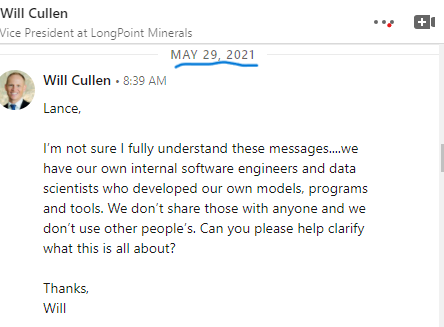 Will Cullen
Vice President at LongPoint Minerals
MAY 29, 2021
Will Cullen • 8:39 AM
Lance,
I'm not sure I fully understand these messages....we
have our own internal software engineers and data
scientists who developed our own models, programs
and tools. We don't share those with anyone and we
don't use other people's. Can you please help clarify
what this is all about?
Thanks,
Will